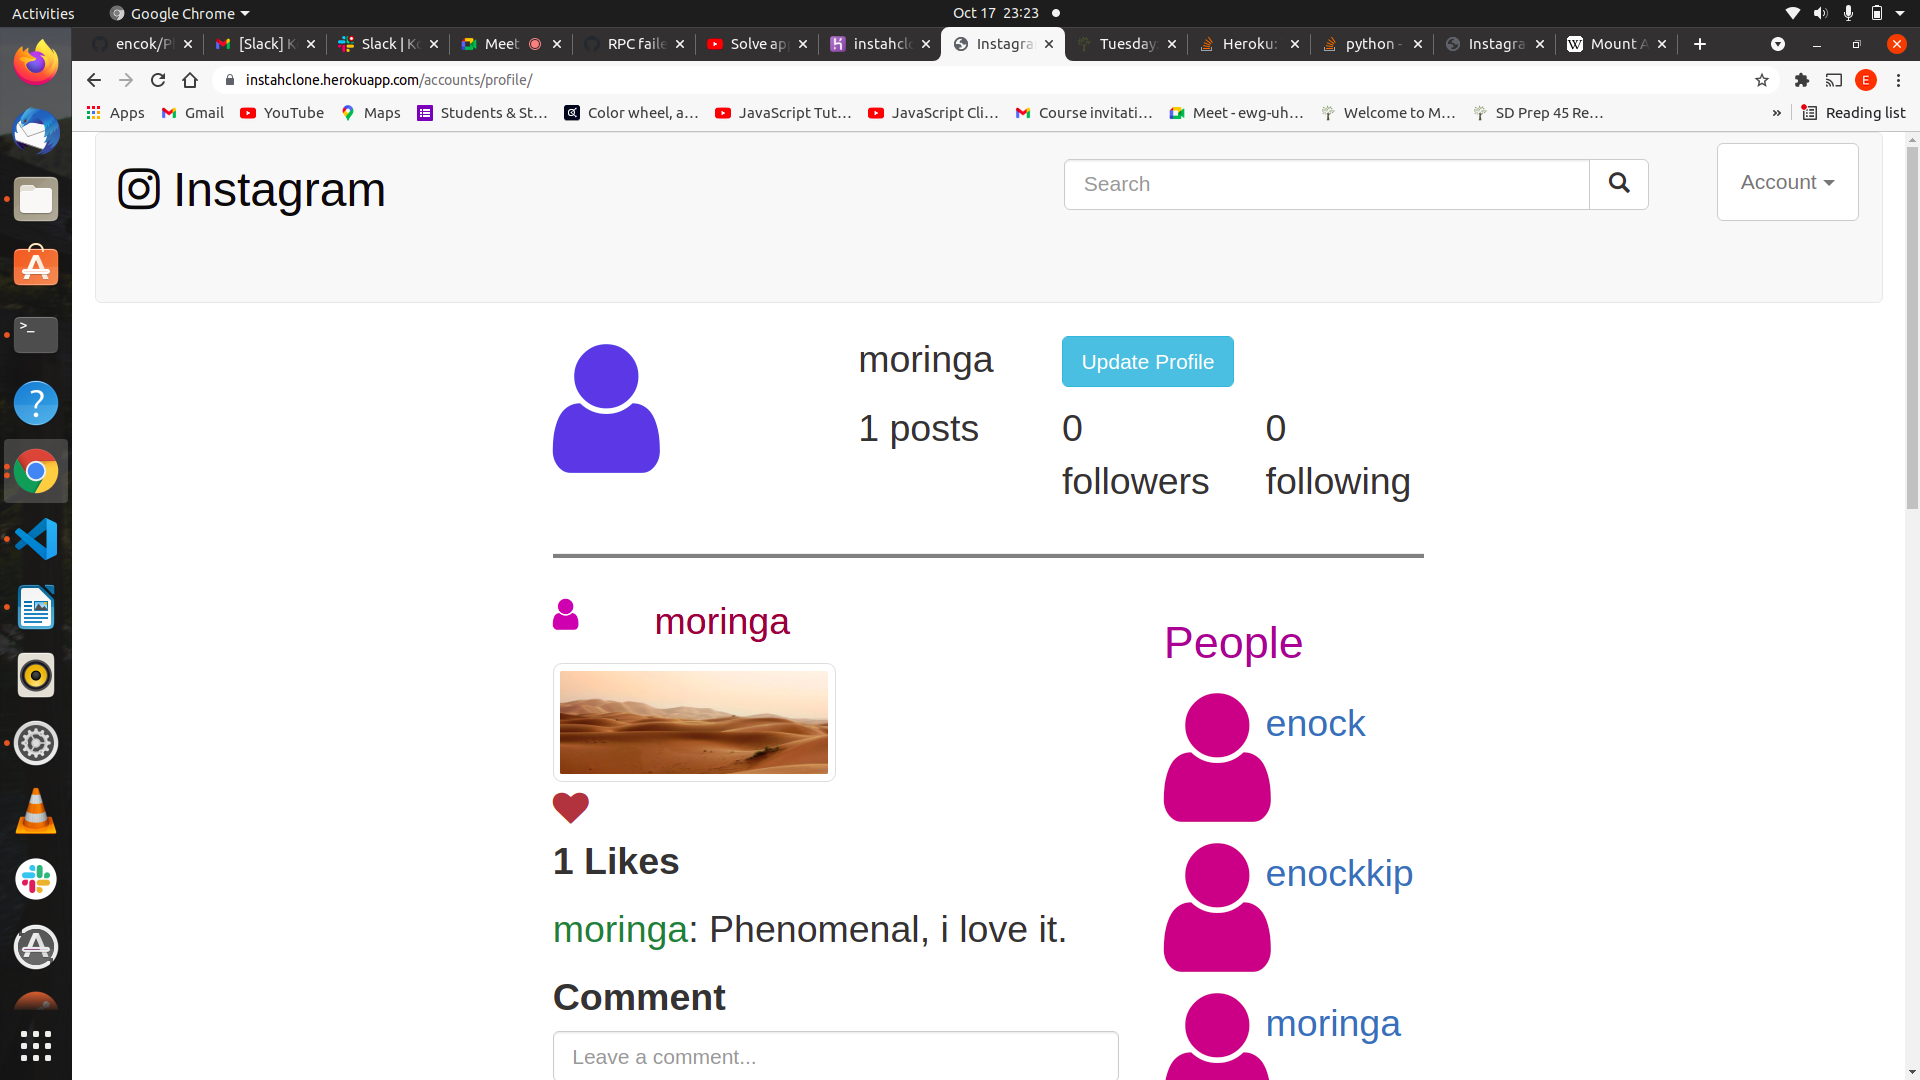 Activities Google Chrome Oct 17 23:23
encok/P [Slack] K Slack | Ko Meet RPC faile Solve ap instahclo Instagra Tuesday: Heroku: python - Instagra Mount A
instahclone.herokuapp.com/accounts/profile/ E
Apps Gmail YouTube Maps Students & St... Color wheel, a... JavaScript Tut... JavaScript Cli... Course invitati... Meet - ewg-uh... Welcome to M... SD Prep 45 Re... » Reading list
Instagram Search Account
moringa Update Profile
1 posts 0 followers 0 following
moringa
People
enock
enockkip
moringa
1 Likes
moringa: Phenomenal, i love it.
Comment
Leave a comment...